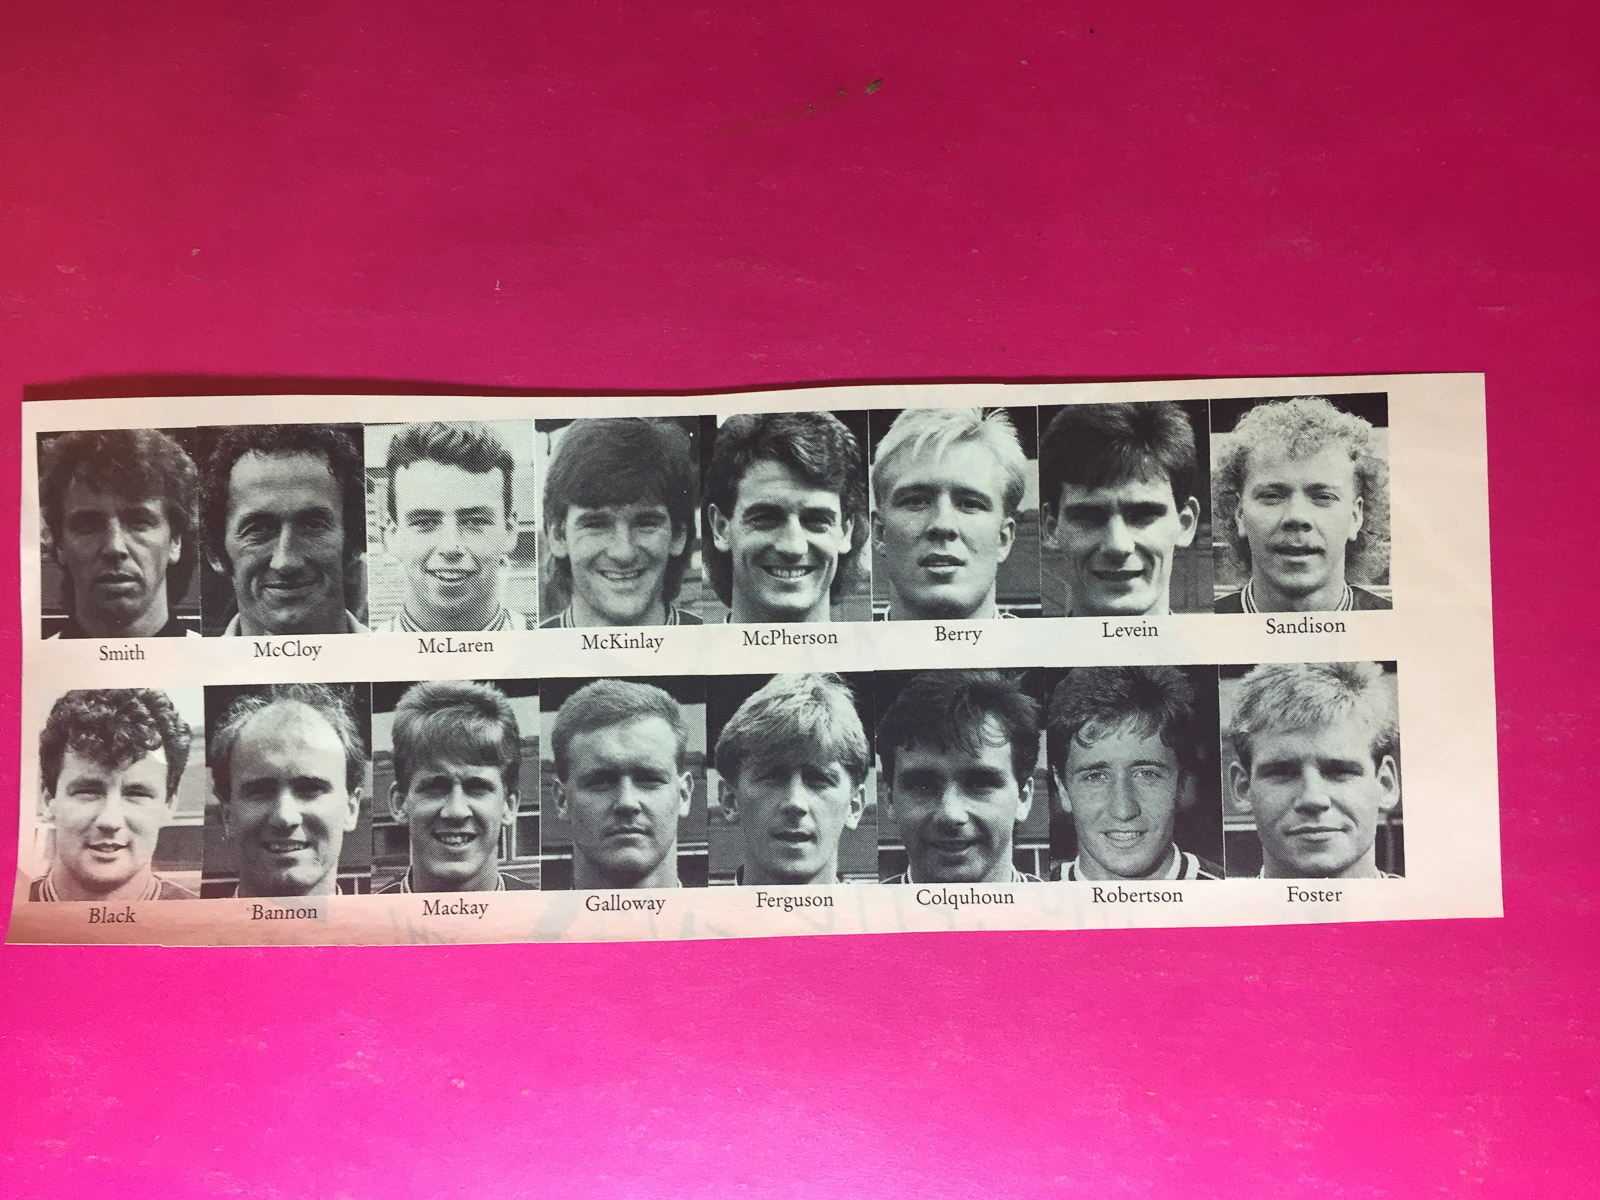 Smith McCloy McLaren McKinlay McPherson Berry Levein Sandison
Black Bannon Mackay Galloway Ferguson Colquhoun Robertson Foster